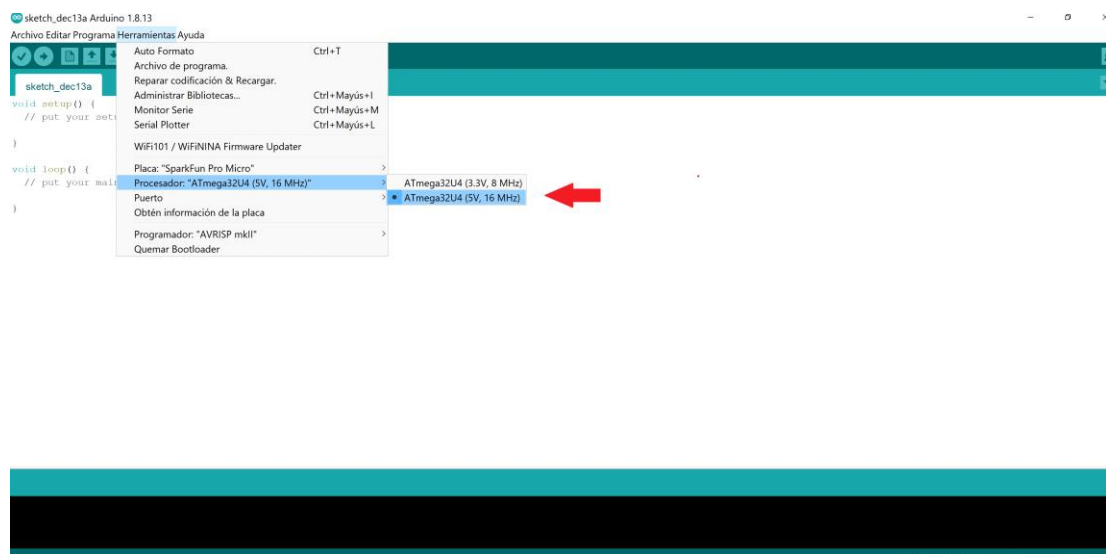 sketch_dec13a Arduino 1.8.13
Archivo Editar Programa Herramientas Ayuda
sketch_dec13a
Auto Formato Ctrl+T
Archivo de programa.
Reparar codificación & Recargar.
Administrar Bibliotecas... Ctrl+Mayús+I
Monitor Serie Ctrl+Mayús+M
Serial Plotter Ctrl+Mayús+L
WiFi101 / WiFiNINA Firmware Updater
Placa: "SparkFun Pro Micro"
Procesador: "ATmega32U4 (5V, 16 MHz)"
Puerto
Obtén información de la placa
Programador: "AVRISP mkII"
Quemar Bootloader
ATmega32U4 (3.3V, 8 MHz)
ATmega32U4 (5V, 16 MHz)
void setup() {
// put your
}
void loop() {
// put your
}